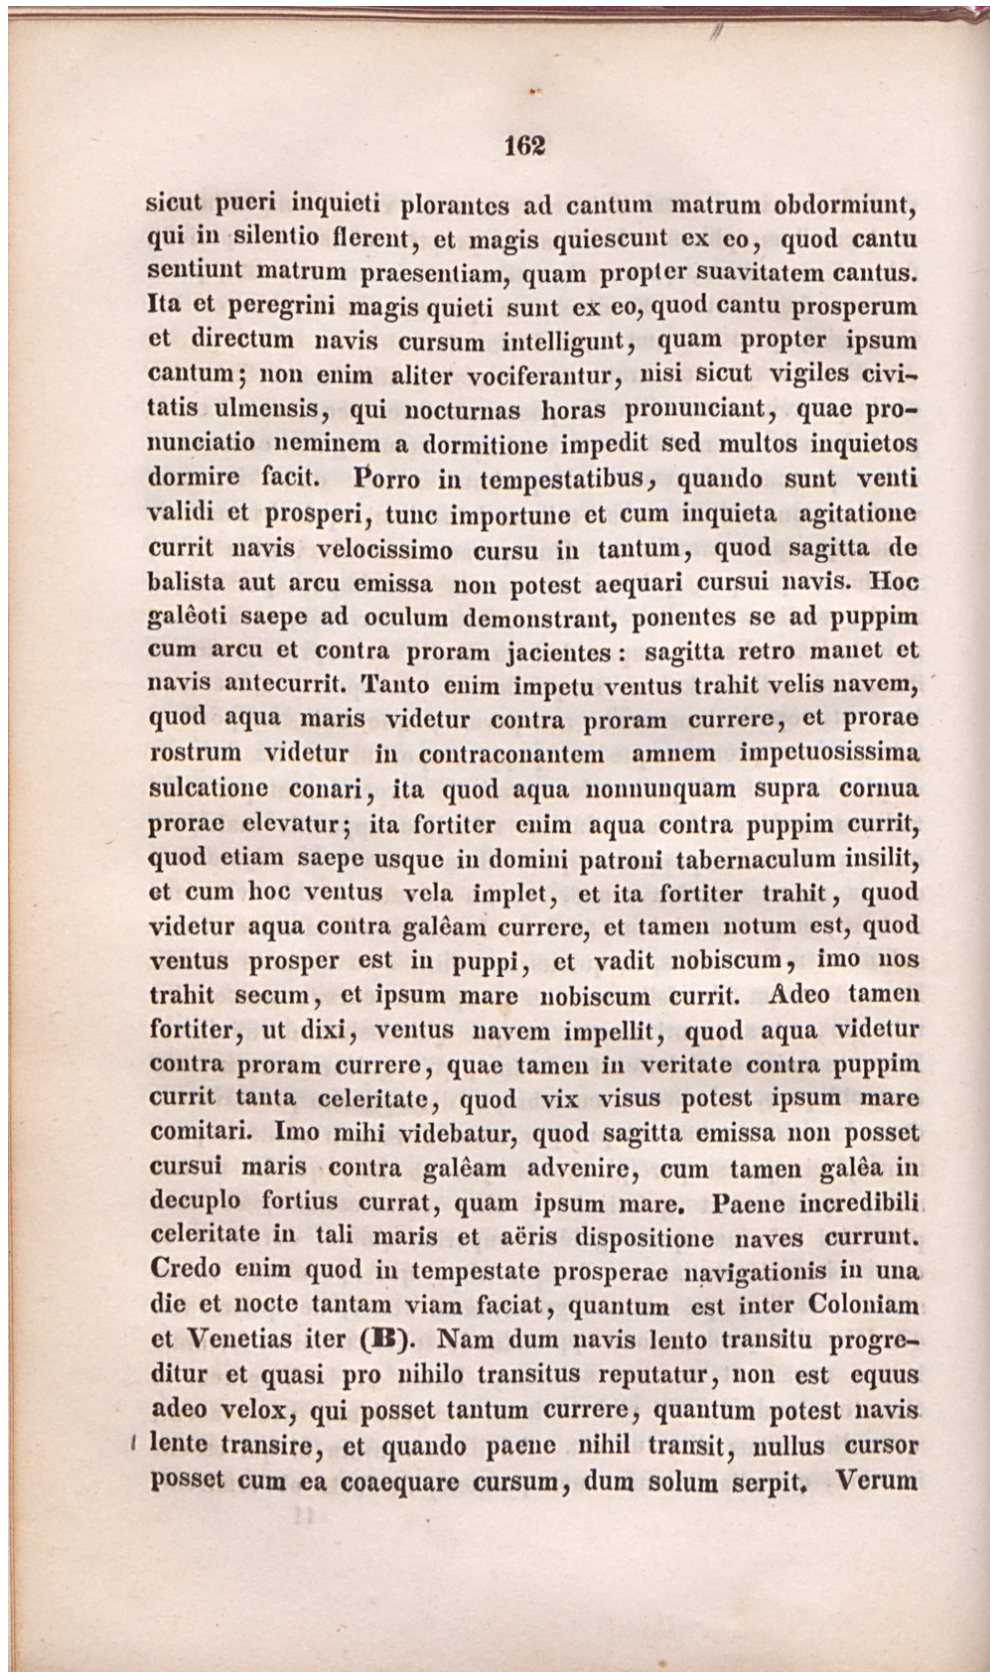 162
sicut pueri inquieti plorantes ad cantum matrum obdormiunt,
qui in silentio flerent, et magis quiescunt ex eo, quod cantu
sentiunt matrum praesentiam, quam propter suavitatem cantus.
Ita et peregrini magis quieti sunt ex eo, quod cantu prosperum
et directum navis cursum intelligunt, quam propter ipsum
cantum; non enim aliter vociferantur, nisi sicut vigiles civi-
tatis ulmensis, qui nocturnas horas pronunciant, quae pro-
nunciatio neminem a dormitione impedit sed multos inquietos
dormire facit. Porro in tempestatibus, quando sunt venti
validi et prosperi, tunc importune et cum inquieta agitatione
currit navis velocissimo cursu in tantum, quod sagitta de
balista aut arcu emissa non potest aequari cursui navis. Hoc
galêoti saepe ad oculum demonstrant, ponentes se ad puppim
cum arcu et contra proram jacientes: sagitta retro manet et
navis antecurrit. Tanto enim impetu ventus trahit velis navem,
quod aqua maris videtur contra proram currere, et prorae
rostrum videtur in contraconantem amnem impetuosissima
sulcatione conari, ita quod aqua nonnunquam supra cornua
prorae elevatur; ita fortiter enim aqua contra puppim currit,
quod etiam saepe usque in domini patroni tabernaculum insilit,
et cum hoc ventus vela implet, et ita fortiter trahit, quod
videtur aqua contra galêam currere, et tamen notum est, quod
ventus prosper est in puppi, et vadit nobiscum, imo nos
trahit secum, et ipsum mare nobiscum currit. Adeo tamen
fortiter, ut dixi, ventus navem impellit, quod aqua videtur
contra proram currere, quae tamen in veritate contra puppim
currit tanta celeritate, quod vix visus potest ipsum mare
comitari. Imo mihi videbatur, quod sagitta emissa non posset
cursui maris contra galêam advenire, cum tamen galêa in
decuplo fortius currat, quam ipsum mare. Paene incredibili
celeritate in tali maris et aëris dispositione naves currunt.
Credo enim quod in tempestate prosperae navigationis in una
die et nocte tantam viam faciat, quantum est inter Coloniam
et Venetias iter (B). Nam dum navis lento transitu progre-
ditur et quasi pro nihilo transitus reputatur, non est equus
adeo velox, qui posset tantum currere, quantum potest navis
lente transire, et quando paene nihil transit, nullus cursor
posset cum ea coaequare cursum, dum solum serpit. Verum